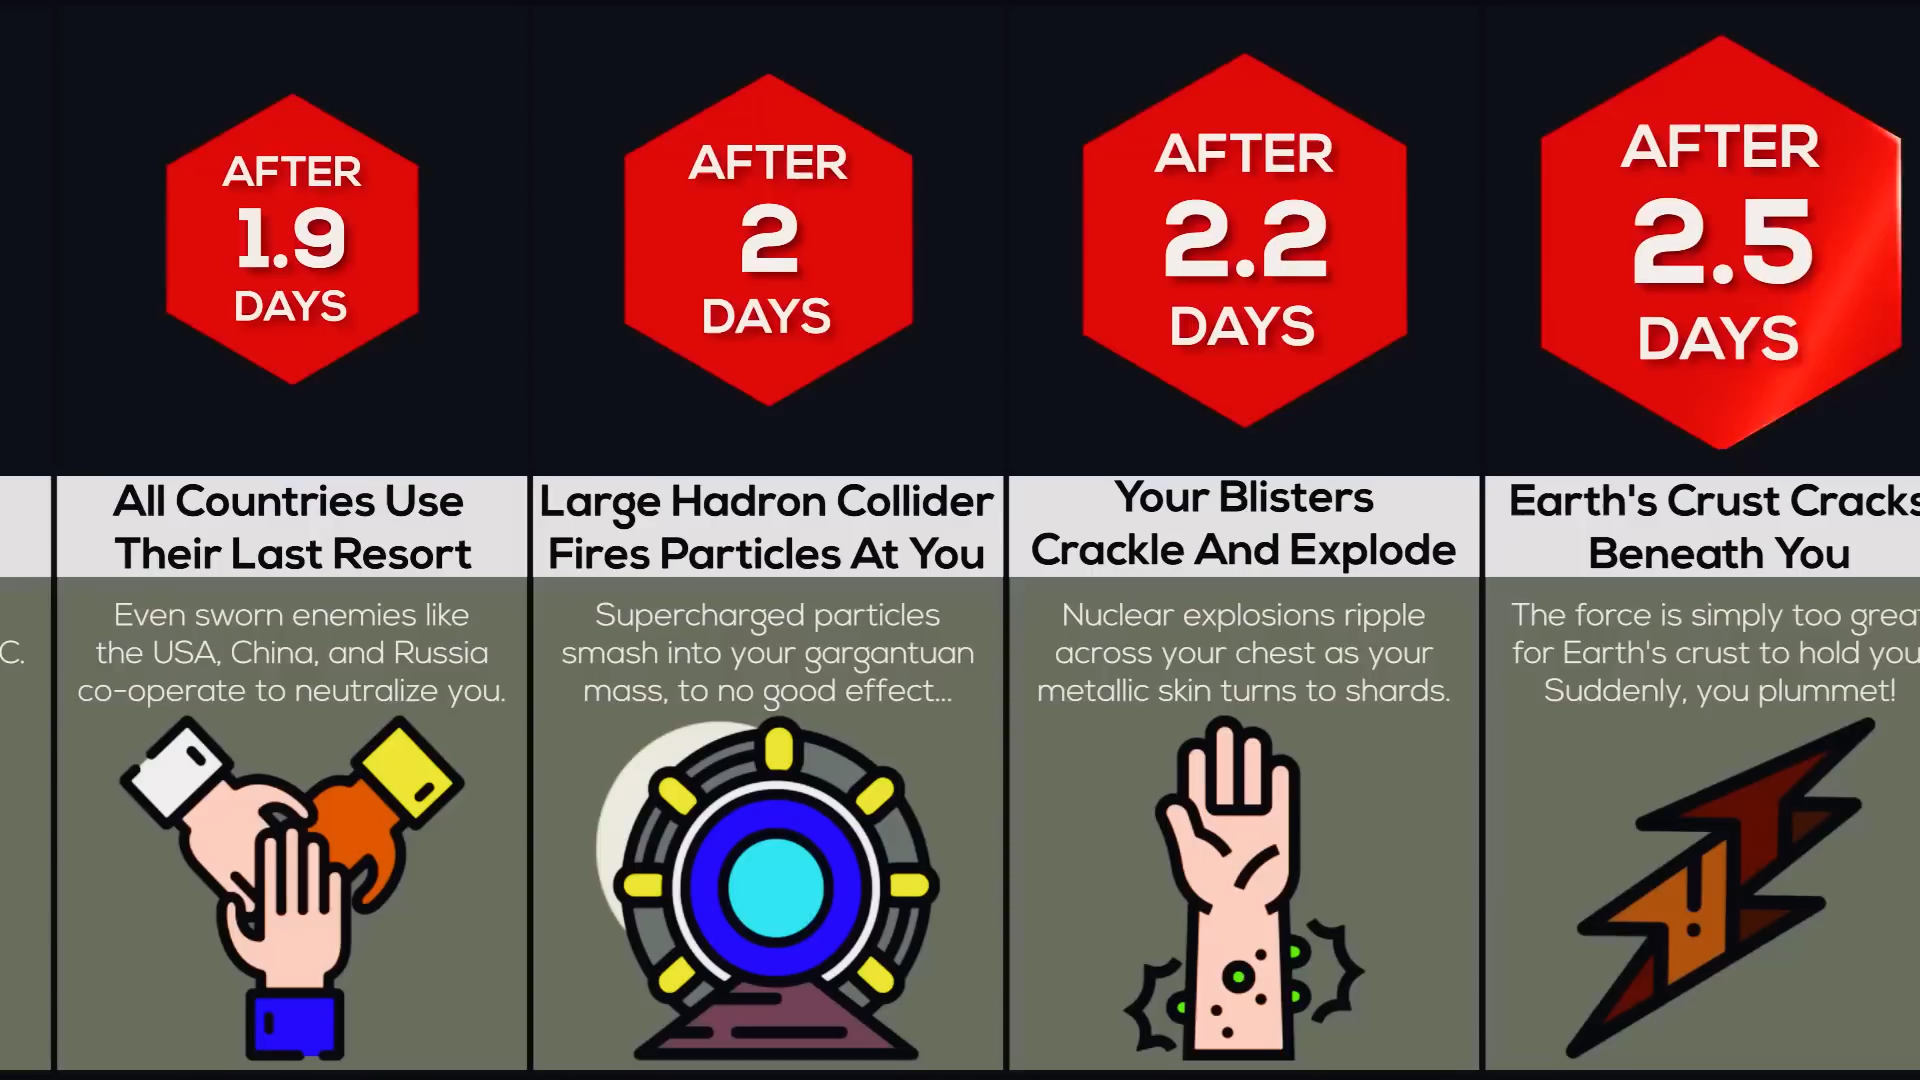 C.
AFTER
1.9
DAYS
All Countries Use
Their Last Resort
Even sworn enemies like
the USA, China, and Russia
co-operate to neutralize you.
AFTER
2
DAYS
Large Hadron Collider
Fires Particles At You
Supercharged particles
smash into your gargantuan
mass, to no good effect...
AFTER
2.2
DAYS
Your Blisters
Crackle And Explode
Nuclear explosions ripple
across your chest as your
metallic skin turns to shards.
AFTER
2.5
DAYS
Earth's Crust Cracks
Beneath You
The force is simply too grea
for Earth's crust to hold you
Suddenly, you plummet!